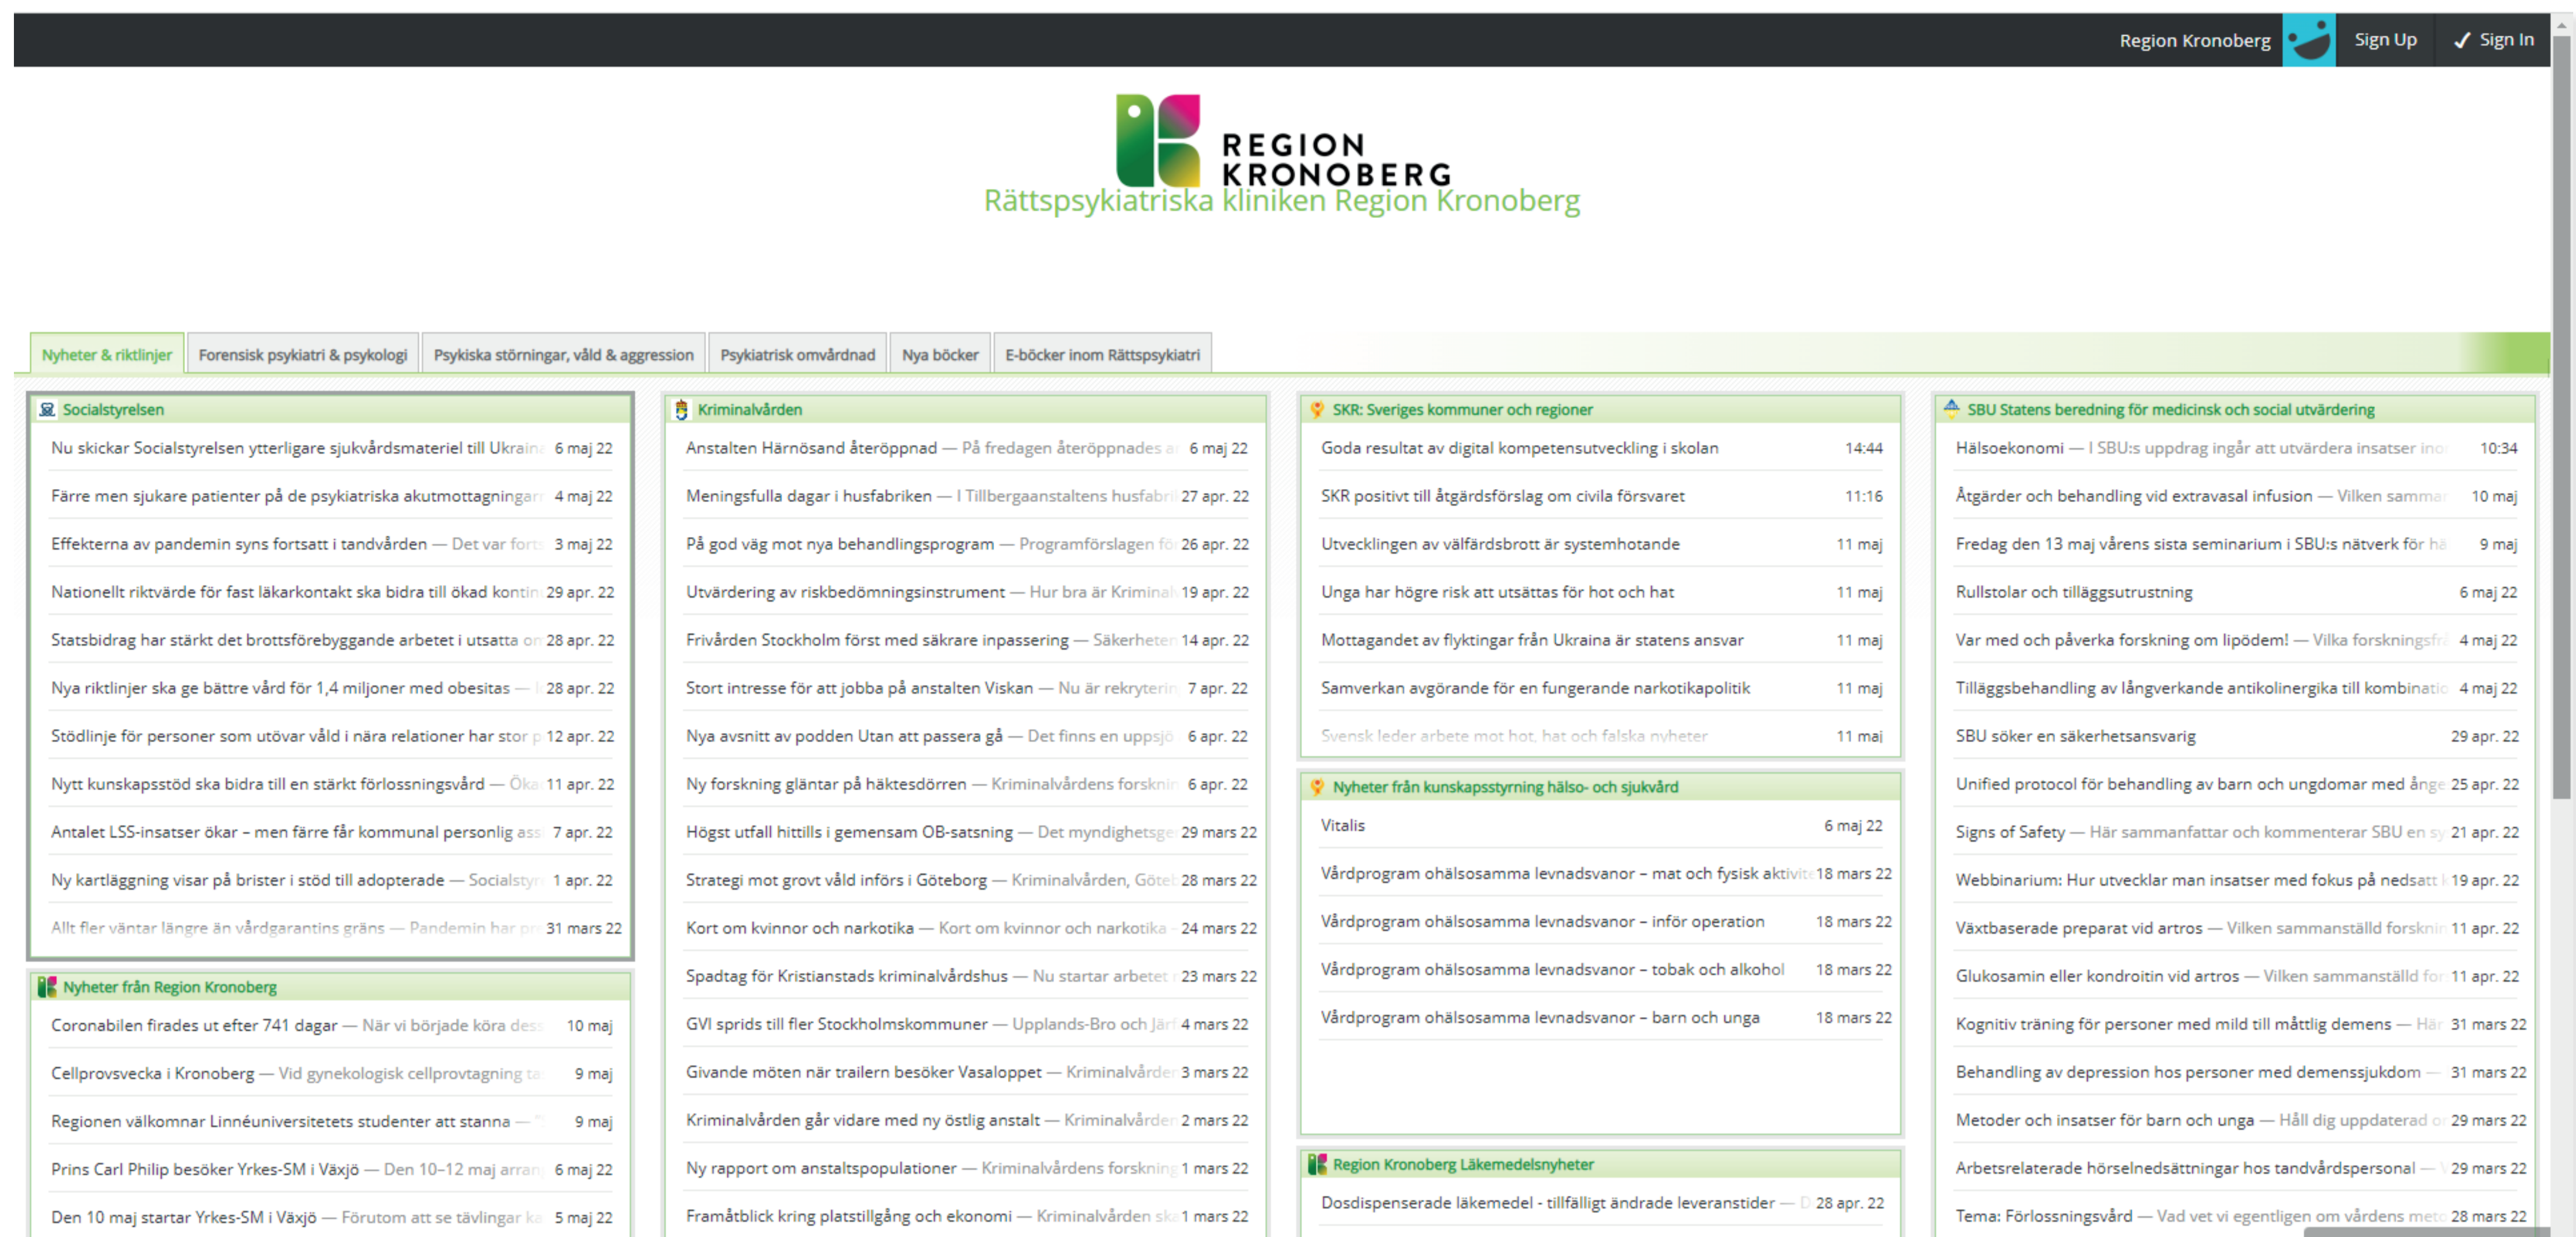 Region Kronoberg
Sign Up
Sign In
REGION
KRONOBERG
Rättspsykiatriska kliniken Region Kronoberg
Nyheter & riktlinjer
Forensisk psykiatri & psykologi
Psykiska störningar, våld & aggression
Psykiatrisk omvårdnad
Nya böcker
E-böcker inom Rättspsykiatri
Socialstyrelsen
Nu skickar Socialstyrelsen ytterligare sjukvårdsmateriel till 6 maj 22
Färre men sjukare patienter på de psykiatriska 4 maj 22
Effekterna av pandemin syns fortsatt i tandvården — Det var 3 maj 22
Nationellt riktvärde för fast läkarkontakt ska bidra till ökad 29 apr. 22
Statsbidrag har stärkt det brottsförebyggande arbetet i utsatta 28 apr. 22
Nya riktlinjer ska ge bättre vård för 1,4 miljoner med obesitas — 28 apr. 22
Stödlinje för personer som utövar våld i nära relationer har stor 12 apr. 22
Nytt kunskapsstöd ska bidra till en stärkt förlossningsvård — 11 apr. 22
Antalet LSS-insatser ökar – men färre får kommunal personlig 7 apr. 22
Ny kartläggning visar på brister i stöd till adopterade — 1 apr. 22
Allt fler väntar längre än vårdgarantins gräns — Pandemin har 31 mars 22
Nyheter från Region Kronoberg
Coronabilen firades ut efter 741 dagar — När vi började köra 10 maj
Cellprovsvecka i Kronoberg — Vid gynekologisk cellprovtagning 9 maj
Regionen välkomnar Linnéuniversitetets studenter att stanna — 9 maj
Prins Carl Philip besöker Yrkes-SM i Växjö — Den 10–12 maj 6 maj 22
Den 10 maj startar Yrkes-SM i Växjö — Förutom att se tävlingar 5 maj 22
Kriminalvården
Anstalten Härnösand återöppnad — På fredagen återöppnades 6 maj 22
Meningsfulla dagar i husfabriken — I Tillbergaanstaltens 27 apr. 22
På god väg mot nya behandlingsprogram — Programförslagen 26 apr. 22
Utvärdering av riskbedömningsinstrument — Hur bra är 19 apr. 22
Frivården Stockholm först med säkrare inpassering — 14 apr. 22
Stort intresse för att jobba på anstalten Viskan — Nu är 7 apr. 22
Nya avsnitt av podden Utan att passera gå — Det finns en uppsjö 6 apr. 22
Ny forskning gläntar på häktesdörren — Kriminalvårdens 6 apr. 22
Högst utfall hittills i gemensam OB-satsning — Det 29 mars 22
Strategi mot grovt våld införs i Göteborg — Kriminalvården, 28 mars 22
Kort om kvinnor och narkotika — Kort om kvinnor och narkotika 24 mars 22
Spadtag för Kristianstads kriminalvårdshus — Nu startar arbetet 23 mars 22
GVI sprids till fler Stockholmskommuner — Upplands-Bro och 4 mars 22
Givande möten när trailern besöker Vasaloppet — 3 mars 22
Kriminalvården går vidare med ny östlig anstalt — 2 mars 22
Ny rapport om anstaltspopulationer — Kriminalvårdens forskning 1 mars 22
Framåtblick kring platstillgång och ekonomi — Kriminalvården 1 mars 22
SKR: Sveriges kommuner och regioner
Goda resultat av digital kompetensutveckling i skolan 14:44
SKR positivt till åtgärdsförslag om civila försvaret 11:16
Utvecklingen av välfärdsbrott är systemhotande 11 maj
Unga har högre risk att utsättas för hot och hat 11 maj
Mottagandet av flyktingar från Ukraina är statens ansvar 11 maj
Samverkan avgörande för en fungerande narkotikapolitik 11 maj
Svensk leder arbete mot hot, hat och falska nyheter 11 maj
Nyheter från kunskapsstyrning hälso- och sjukvård
Vitalis 6 maj 22
Vårdprogram ohälsosamma levnadsvanor – mat och fysisk 18 mars 22
Vårdprogram ohälsosamma levnadsvanor – inför operation 18 mars 22
Vårdprogram ohälsosamma levnadsvanor – tobak och alkohol 18 mars 22
Vårdprogram ohälsosamma levnadsvanor – barn och unga 18 mars 22
Region Kronoberg Läkemedelsnyheter
Dosdispenserade läkemedel - tillfälligt ändrade leveranstider — 28 apr. 22
SBU Statens beredning för medicinsk och social utvärdering
Hälsoekonomi — I SBU:s uppdrag ingår att utvärdera insatser 10:34
Åtgärder och behandling vid extravasal infusion — Vilken 10 maj
Fredag den 13 maj vårens sista seminarium i SBU:s nätverk för 9 maj
Rullstolar och tilläggsutrustning 6 maj 22
Var med och påverka forskning om lipödem! — Vilka 4 maj 22
Tilläggsbehandling av långverkande antikolinergika till 4 maj 22
SBU söker en säkerhetsansvarig 29 apr. 22
Unified protocol för behandling av barn och ungdomar med 25 apr. 22
Signs of Safety — Här sammanfattar och kommenterar SBU en 21 apr. 22
Webbinarium: Hur utvecklar man insatser med fokus på nedsatt 19 apr. 22
Växtbaserade preparat vid artros — Vilken sammanställd 11 apr. 22
Glukosamin eller kondroitin vid artros — Vilken sammanställd 11 apr. 22
Kognitiv träning för personer med mild till måttlig demens — Här 31 mars 22
Behandling av depression hos personer med demenssjukdom — 31 mars 22
Metoder och insatser för barn och unga — Håll dig uppdaterad 29 mars 22
Arbetsrelaterade hörselnedsättningar hos tandvårdspersonal — 29 mars 22
Tema: Förlossningsvård — Vad vet vi egentligen om vårdens 28 mars 22